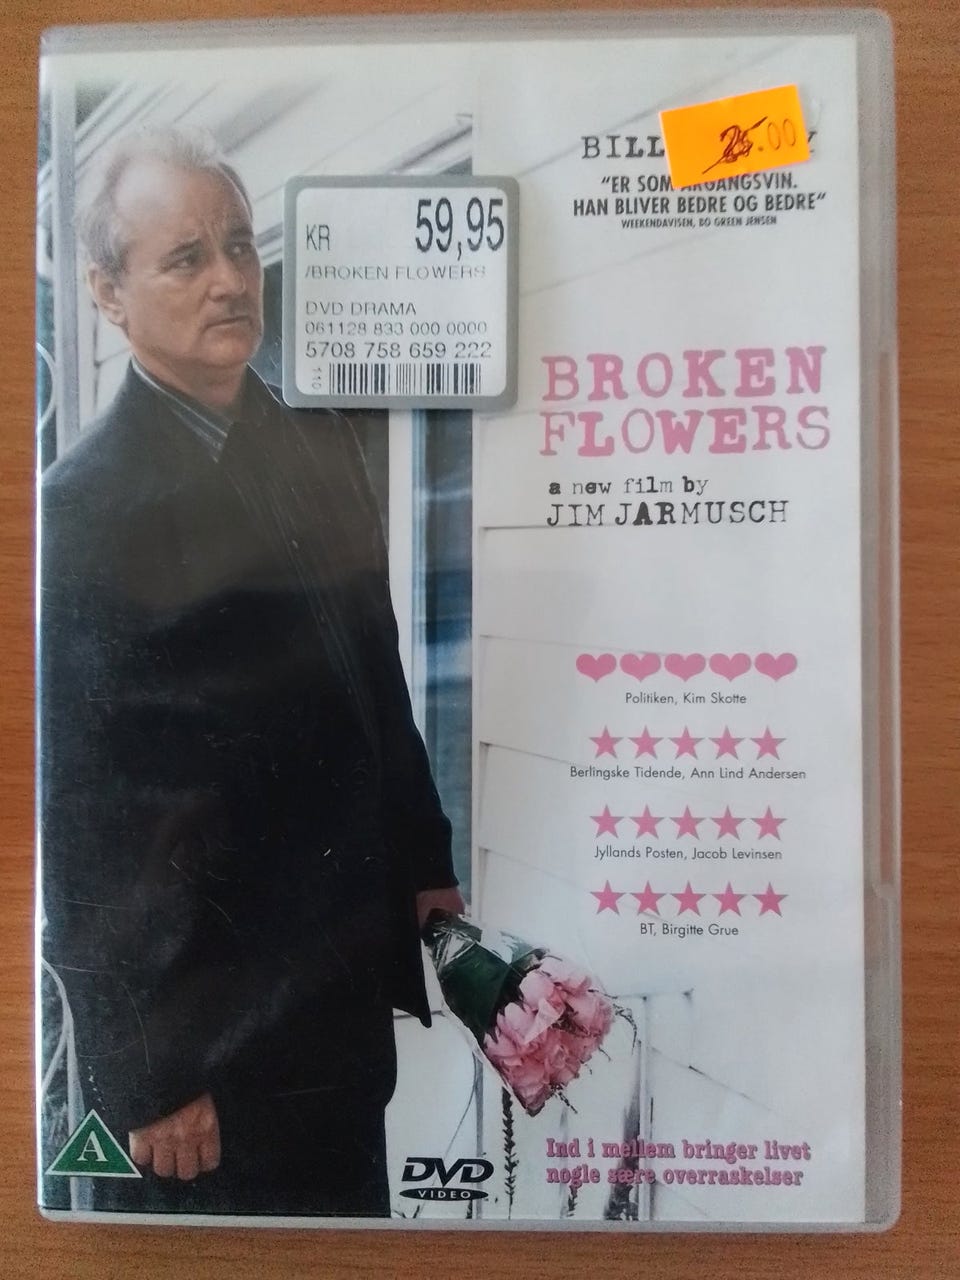 BILL
25.00
"ER SOM ÅRGANGSVIN.
HAN BLIVER BEDRE OG BEDRE"
WEEKENDAVISEN, BO GREEN JENSEN
KR 59,95
/BROKEN FLOWERS
DVD DRAMA
061128 833 000 0000
5708 758 659 222
110
BROKEN
FLOWERS
a new film by
JIM JARMUSCH
Politiken, Kim Skotte
Berlingske Tidende, Ann Lind Andersen
Jyllands Posten, Jacob Levinsen
BT, Birgitte Grue
A
DVD
VIDEO
Ind i mellem bringer livet
nogle sære overraskelser